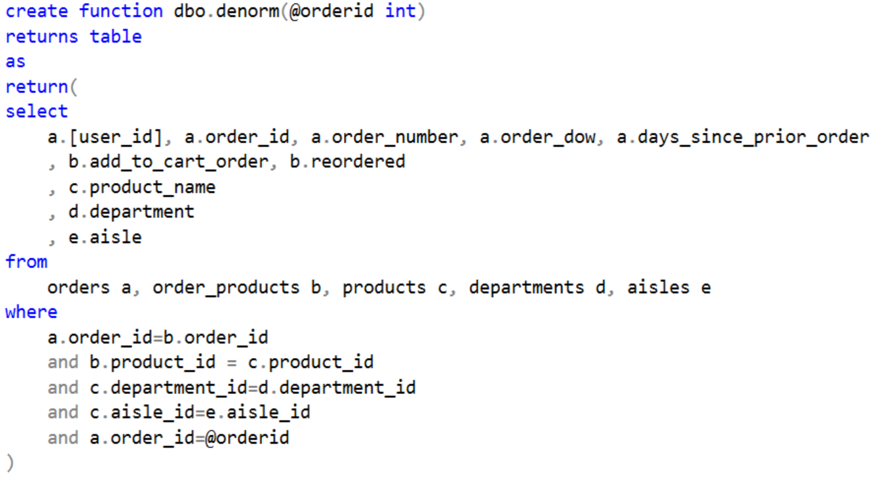 create function dbo.denorm(@orderid int)
returns table
as
return(
select
    a.[user_id], a.order_id, a.order_number, a.order_dow, a.days_since_prior_order
    , b.add_to_cart_order, b.reordered
    , c.product_name
    , d.department
    , e.aisle
from
    orders a, order_products b, products c, departments d, aisles e
where
    a.order_id=b.order_id
    and b.product_id = c.product_id
    and c.department_id=d.department_id
    and c.aisle_id=e.aisle_id
    and a.order_id=@orderid
)